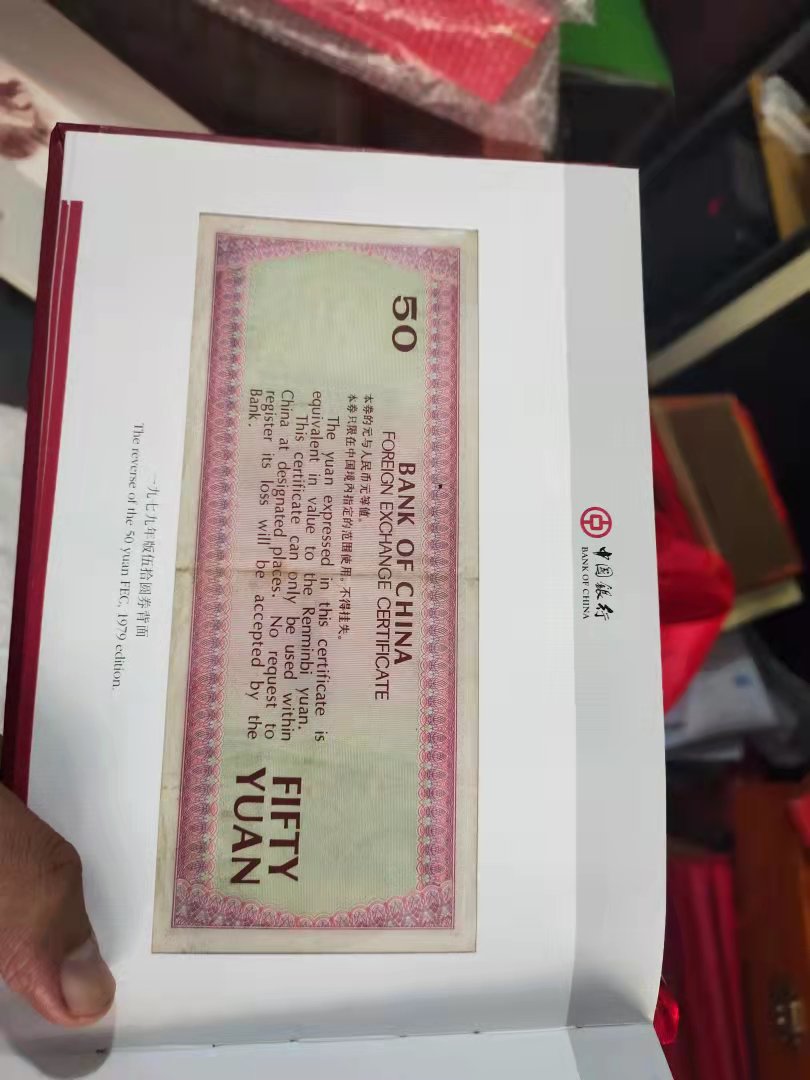 中国银行
BANK OF CHINA
50
BANK OF CHINA
FOREIGN EXCHANGE CERTIFICATE
本券的元与人民币元等值。
本券只限在中国境内指定的范围使用。不得挂失。
The yuan expressed in this certificate is
equivalent in value to the Renminbi yuan.
This certificate can only be used within
China at designated places. No request to
register its loss will be accepted by the
Bank.
FIFTY
YUAN
一九七九年版伍拾圆券背面
The reverse of the 50 yuan FEC, 1979 edition.